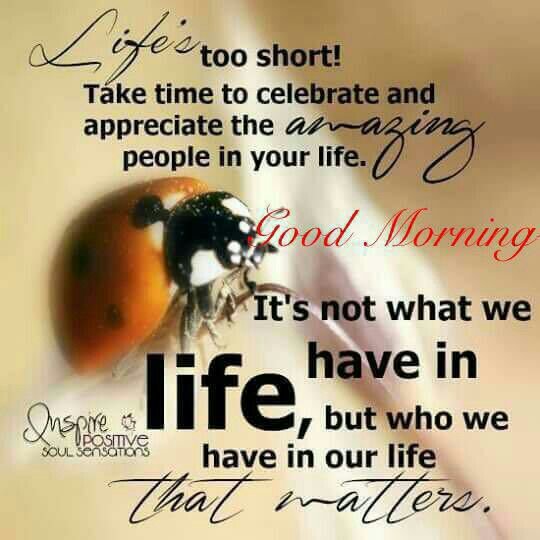 Life's too short!
Take time to celebrate and
appreciate the amazing
people in your life.
Good Morning
It's not what we
have in
life, but who we
have in our life
that matters.
Inspire
POSITIVE
SOUL SENSATIONS